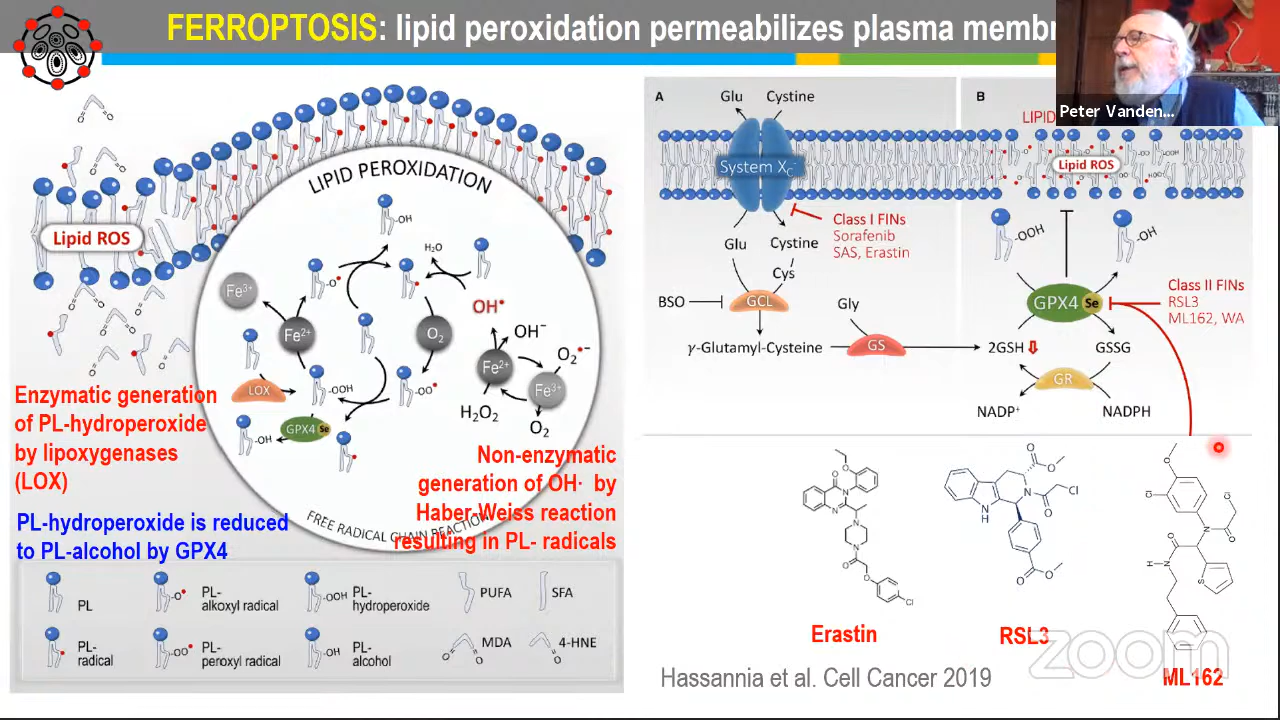 FERROPTOSIS: lipid peroxidation permeabilizes plasma membr
Peter Vanden...
Lipid ROS
LIPID PEROXIDATION
-OH
H₂O
-O•
Fe³⁺
OH•
Fe²⁺
O₂
OH⁻
O₂•⁻
Fe²⁺
Fe³⁺
LOX
-OOH
-OO•
H₂O₂
O₂
GPX4
Se
-OH
FREE RADICAL CHAIN REACTION
Enzymatic generation
of PL-hydroperoxide
by lipoxygenases
(LOX)
PL-hydroperoxide is reduced
to PL-alcohol by GPX4
Non-enzymatic
generation of OH· by
Haber-Weiss reaction
resulting in PL- radicals
PL
-O•
PL-
alkoxyl radical
-OOH
PL-
hydroperoxide
PUFA
SFA
PL-
radical
-OO•
PL-
peroxyl radical
-OH
PL-
alcohol
MDA
4-HNE
A
Glu
Cystine
System XC⁻
Class I FINs
Sorafenib
SAS, Erastin
Glu
Cystine
Cys
BSO
GCL
Gly
γ-Glutamyl-Cysteine
GS
B
LIPID
Lipid ROS
-OOH
-OH
GPX4
Se
Class II FINs
RSL3
ML162, WA
2GSH
GSSG
GR
NADP⁺
NADPH
Erastin
RSL3
ML162
zoom
Hassannia et al. Cell Cancer 2019